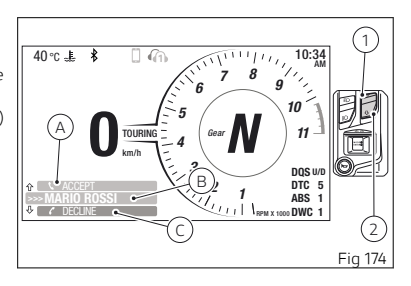 1
40 °C
10:34
AM
7 8
6 9
5 10
4 11
3
2
1
A
0
TOURING
km/h
Gear
N
ACCEPT
>>>MARIO ROSSI
DECLINE
B
C
RPM X 1000
DQS U/D
DTC 5
ABS 1
DWC 1
2
Fig 174